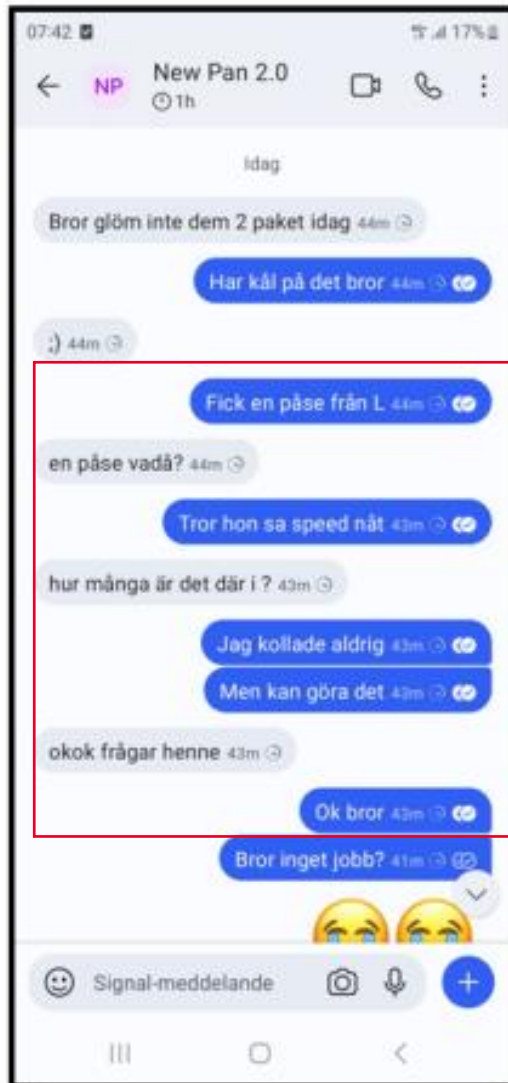 07:42 17%
NP New Pan 2.0
1h
Idag
Bror glöm inte dem 2 paket idag 44m
Har kål på det bror 44m
;) 44m
Fick en påse från L 44m
en påse vadå? 44m
Tror hon sa speed nåt 43m
hur många är det där i ? 43m
Jag kollade aldrig 43m
Men kan göra det 43m
okok frågar henne 43m
Ok bror 43m
Bror inget jobb? 41m
Signal-meddelande